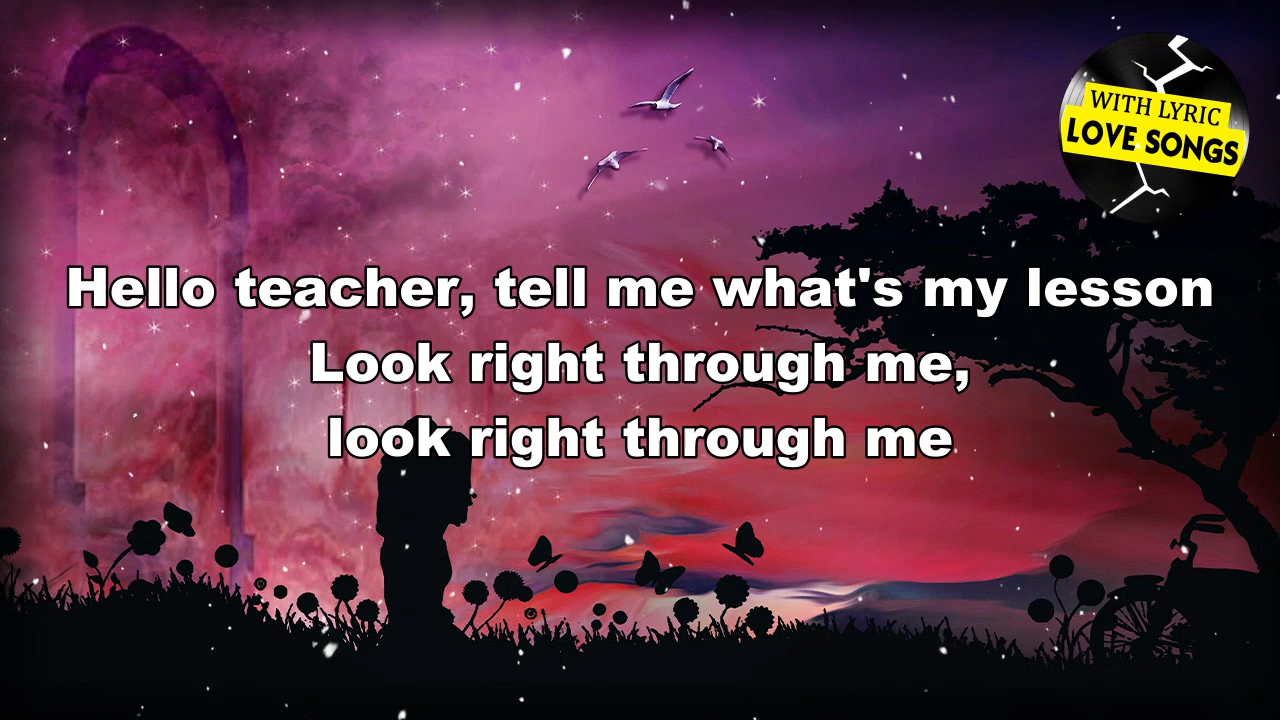 WITH LYRIC
LOVE SONGS
Hello teacher, tell me what's my lesson
Look right through me,
look right through me